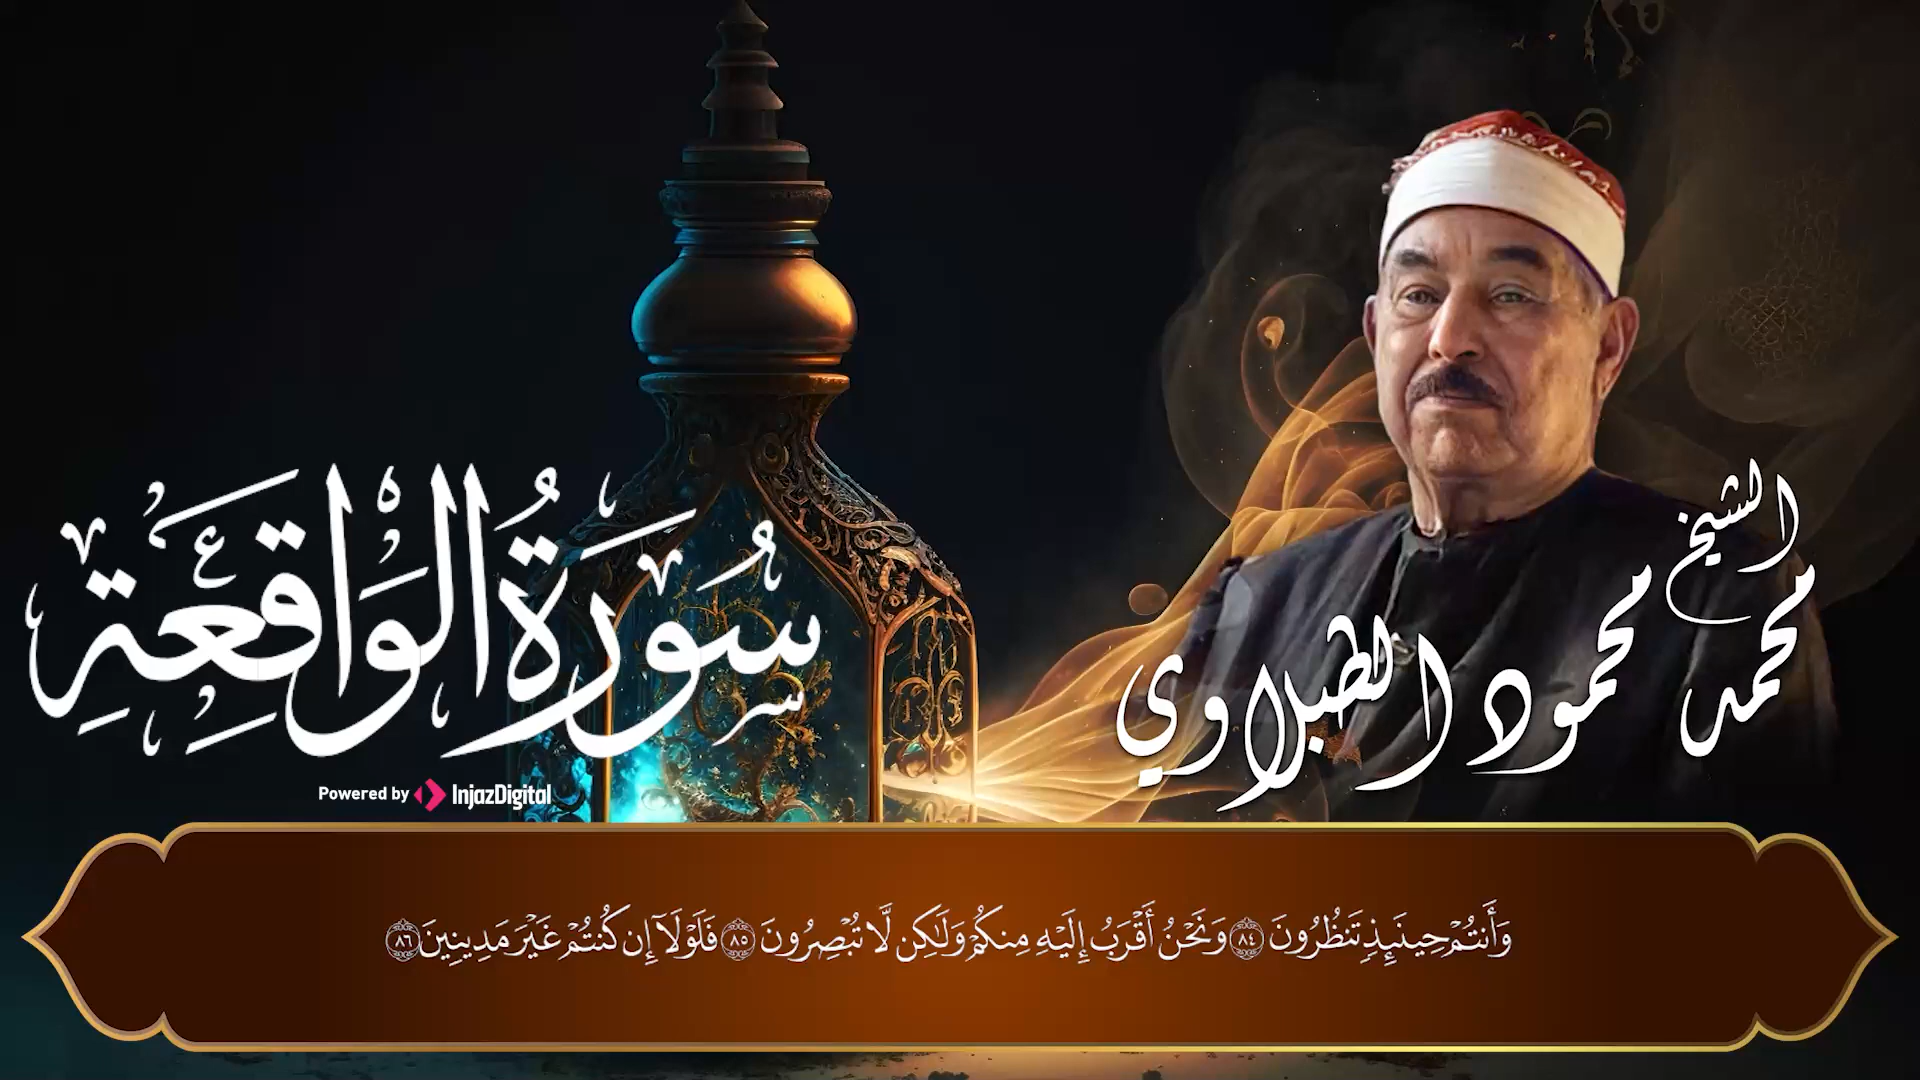 سُورَةُ الْوَاقِعَةِ
الشيخ
محمد محمود الطبلاوي
Powered by InjazDigital
وَأَنتُمْ حِينَئِذٍ تَنظُرُونَ ٨٤ وَنَحْنُ أَقْرَبُ إِلَيْهِ مِنكُمْ وَلَٰكِن لَّا تُبْصِرُونَ ٨٥ فَلَوْلَآ إِن كُنتُمْ غَيْرَ مَدِينِينَ ٨٦